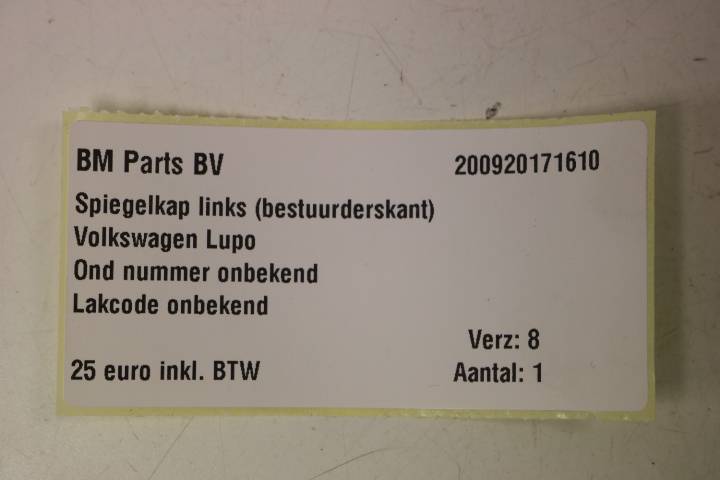 BM Parts BV 200920171610
Spiegelkap links (bestuurderskant)
Volkswagen Lupo
Ond nummer onbekend
Lakcode onbekend
Verz: 8
25 euro inkl. BTW Aantal: 1